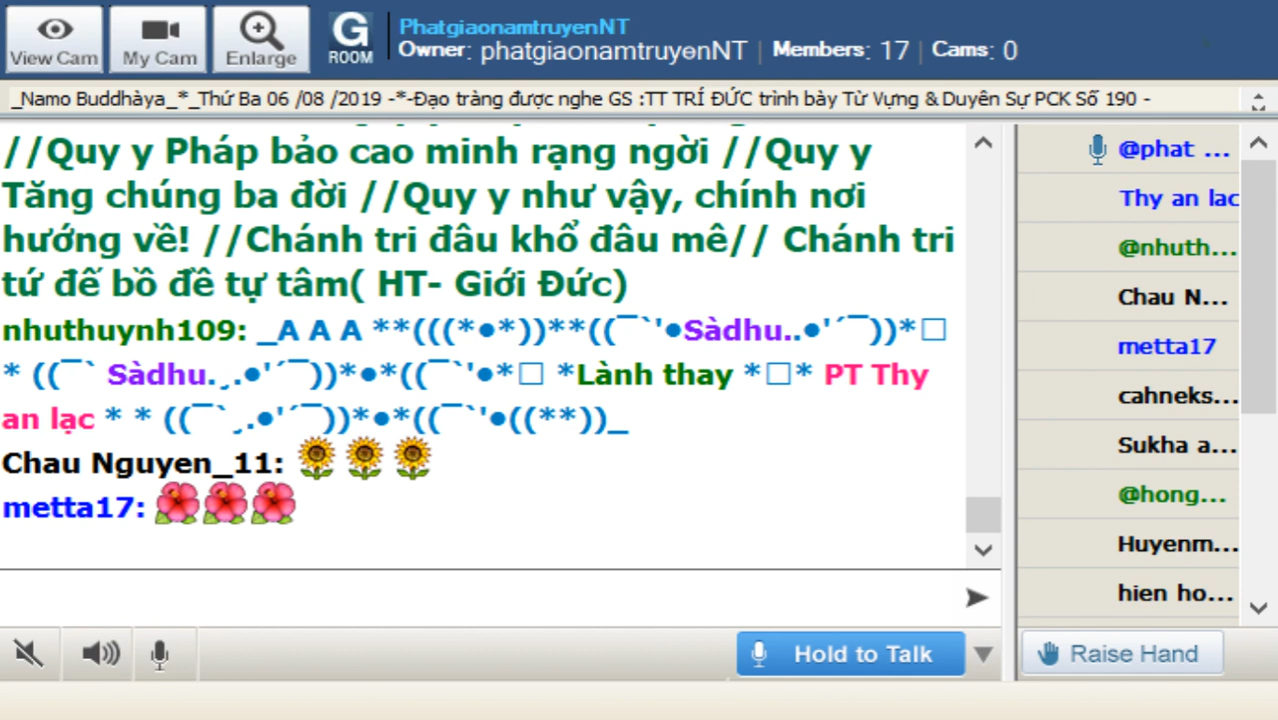 View Cam
My Cam
Enlarge
G
ROOM
PhatgiaonamtruyenNT
Owner: phatgiaonamtruyenNT | Members: 17 | Cams: 0
_Namo Buddhàya_*_Thứ Ba 06 /08 /2019 -*-Đạo tràng được nghe GS :TT TRÍ ĐỨC trình bày Từ Vựng & Duyên Sự PCK Số 190 -
//Quy y Pháp bảo cao minh rạng ngời //Quy y
Tăng chúng ba đời //Quy y như vậy, chính nơi
hướng về! //Chánh tri đâu khổ đâu mê// Chánh tri
tứ đế bồ đề tự tâm( HT- Giới Đức)
nhuthuynh109: _A A A **(((*●*))**((¯`'●Sàdhu..●'´¯))*□
* ((¯` Sàdhu.¸.●'´¯))*●*((¯`'●*□ *Lành thay *□* PT Thy
an lạc * * ((¯`¸.●'´¯))*●*((¯`'●((**))_
Chau Nguyen_11:
metta17:
@phat ...
Thy an lac
@nhuth...
Chau N...
metta17
cahneks...
Sukha a...
@hong...
Huyenm...
hien ho...
Hold to Talk
Raise Hand